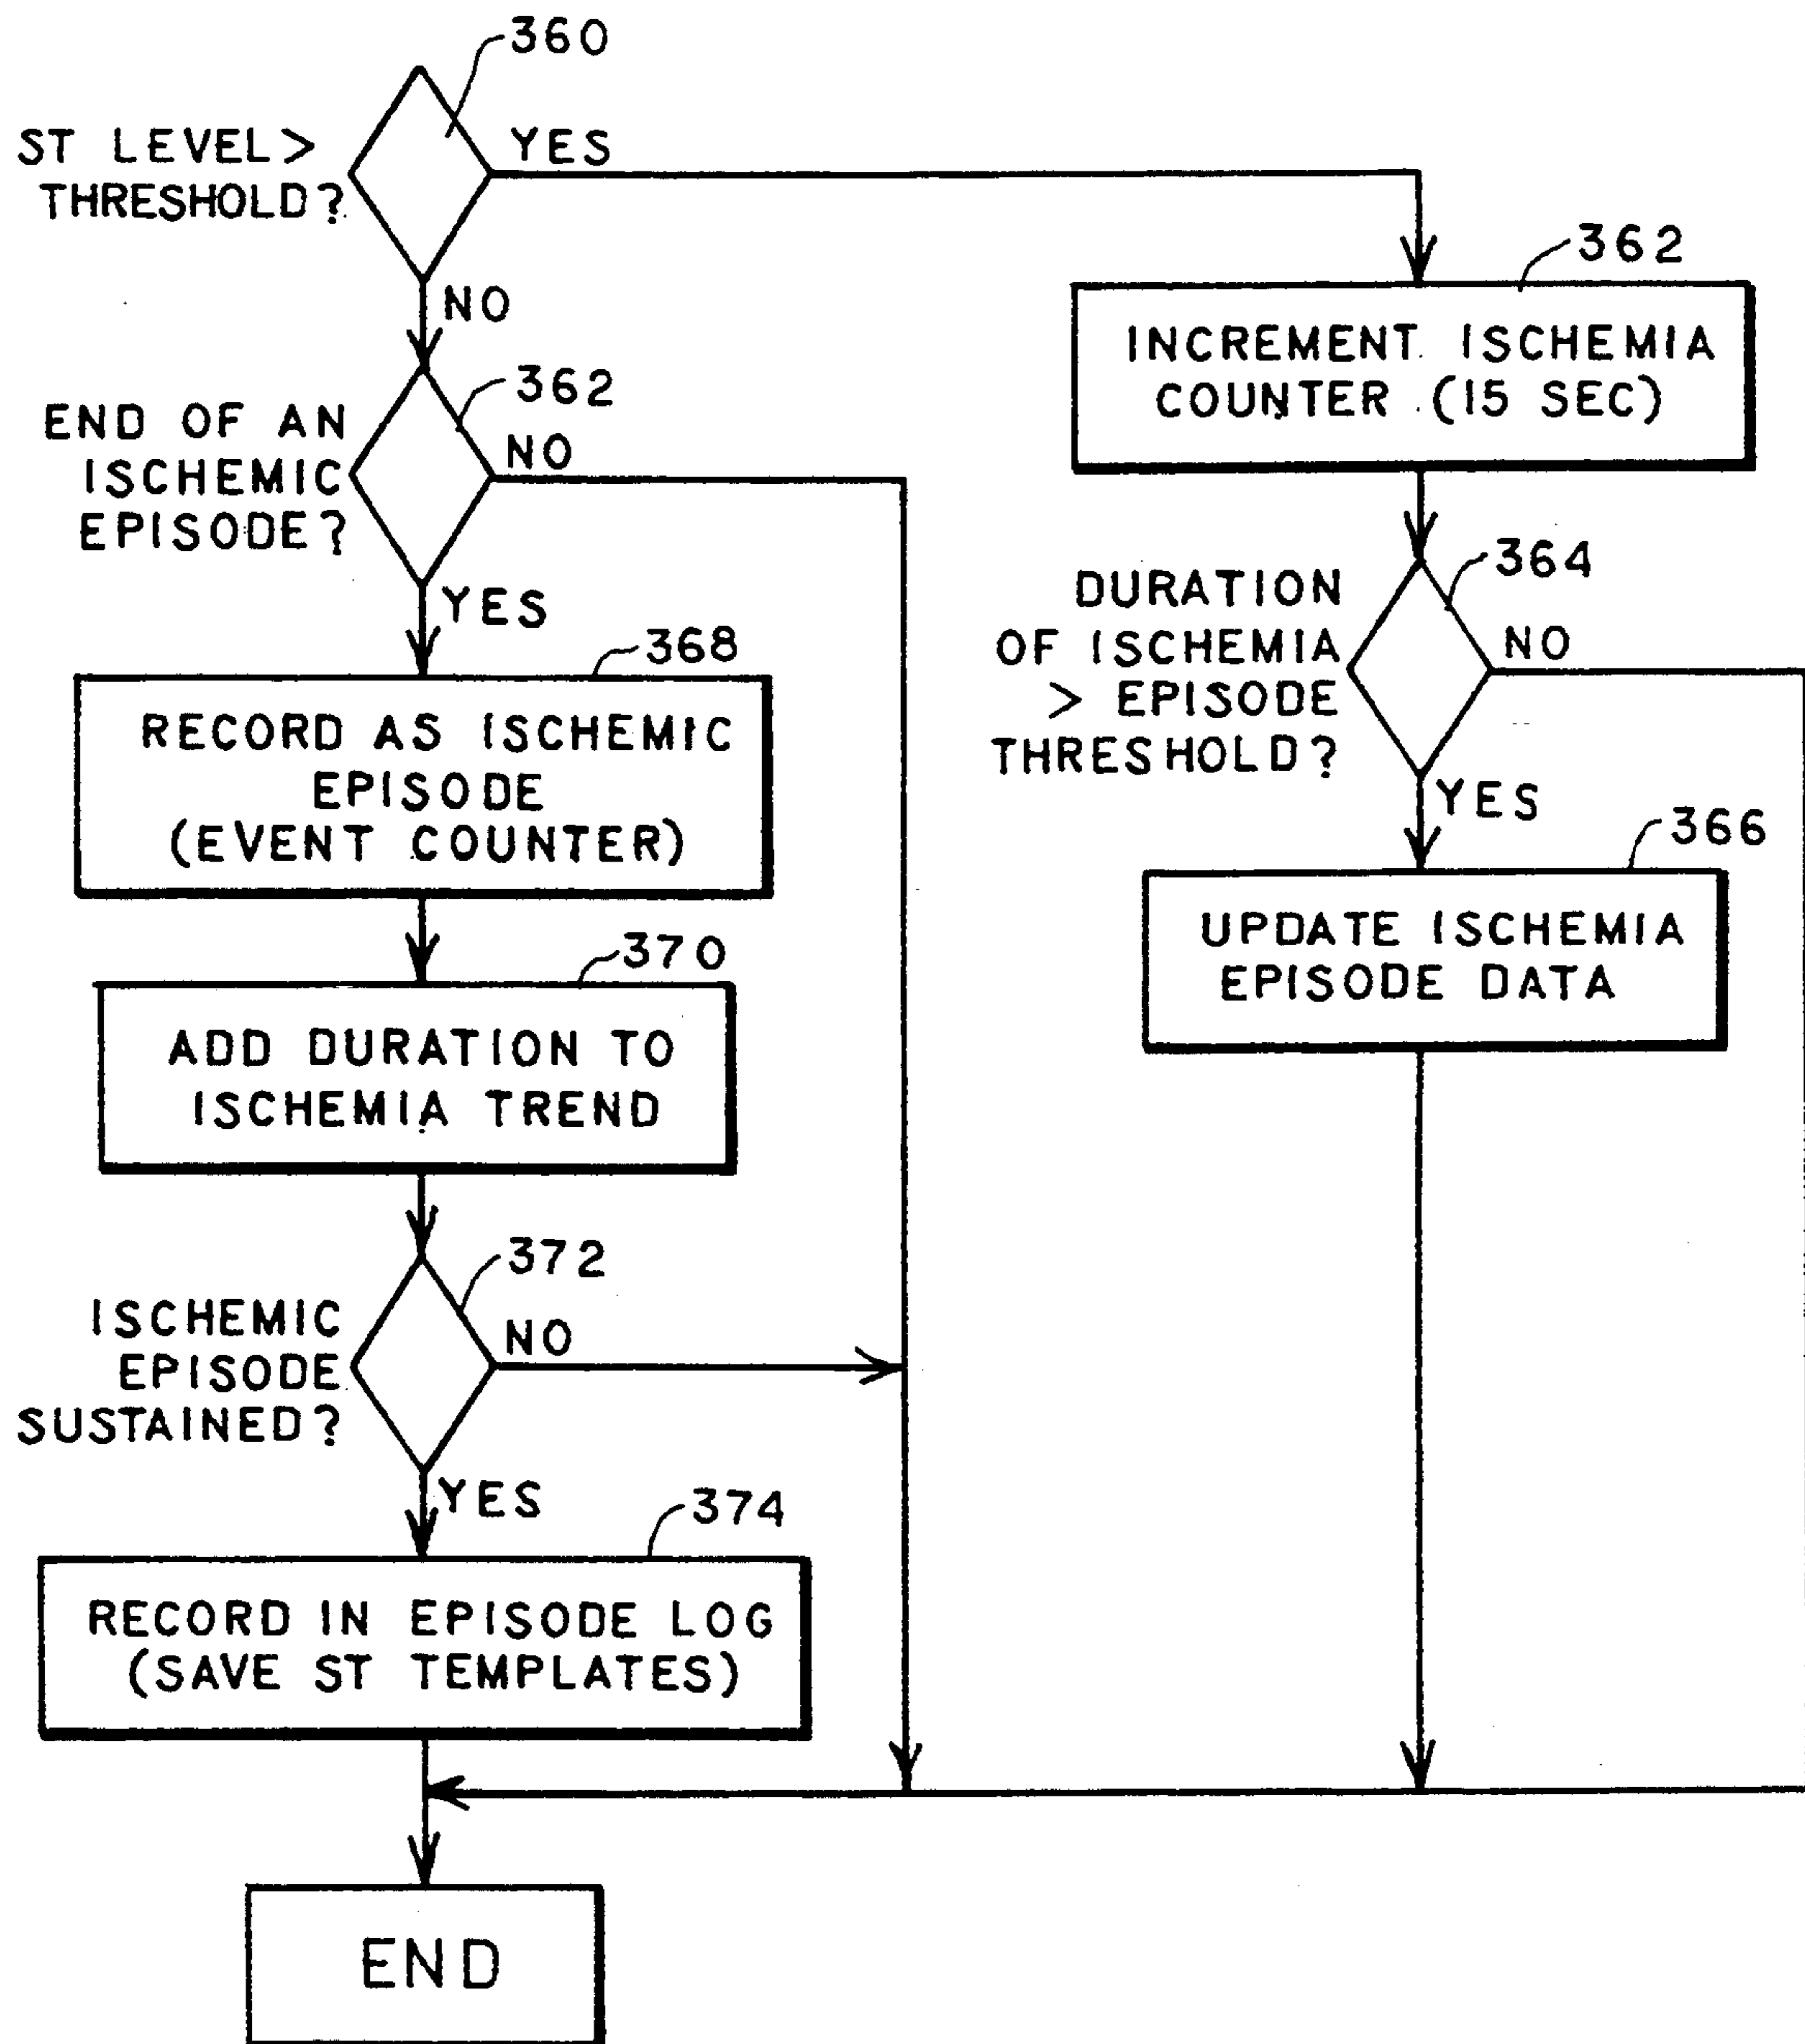 360
ST LEVEL >
THRESHOLD?
YES
NO
362
INCREMENT ISCHEMIA
COUNTER (15 SEC)
362
END OF AN
ISCHEMIC
EPISODE?
NO
YES
364
DURATION
OF ISCHEMIA
> EPISODE
THRESHOLD?
NO
YES
368
RECORD AS ISCHEMIC
EPISODE
(EVENT COUNTER)
366
UPDATE ISCHEMIA
EPISODE DATA
370
ADD DURATION TO
ISCHEMIA TREND
372
ISCHEMIC
EPISODE
SUSTAINED?
NO
YES
374
RECORD IN EPISODE LOG
(SAVE ST TEMPLATES)
END